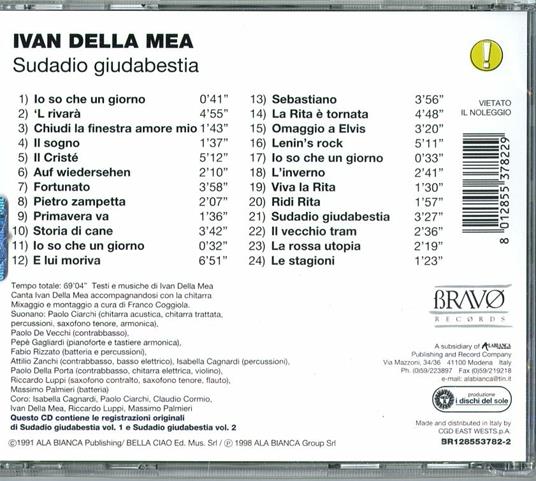 IVAN DELLA MEA
Sudadio giudabestia
1) Io so che un giorno 0'41"
2) 'L rivarà 4'55"
3) Chiudi la finestra amore mio 1'43"
4) Il sogno 1'37"
5) Il Cristé 5'12"
6) Auf wiedersehen 2'10"
7) Fortunato 3'58"
8) Pietro zampetta 2'07"
9) Primavera va 1'36"
10) Storia di cane 3'42"
11) Io so che un giorno 0'32"
12) E lui moriva 6'51"
13) Sebastiano 3'56"
14) La Rita è tornata 4'48"
15) Omaggio a Elvis 3'20"
16) Lenin's rock 5'11"
17) Io so che un giorno 0'33"
18) L'inverno 2'41"
19) Viva la Rita 1'30"
20) Ridi Rita 1'57"
21) Sudadio giudabestia 3'27"
22) Il vecchio tram 2'36"
23) La rossa utopia 2'19"
24) Le stagioni 1'23"
!
VIETATO
IL NOLEGGIO
8 012855 378229
Tempo totale: 69'04" Testi e musiche di Ivan Della Mea
Canta Ivan Della Mea accompagnandosi con la chitarra
Mixaggio e montaggio a cura di Franco Coggiola.
Suonano: Paolo Ciarchi (chitarra acustica, chitarra trattata,
percussioni, saxofono tenore, armonica),
Paolo De Vecchi (contrabbasso),
Pepé Gagliardi (pianoforte e tastiere armonica),
Fabio Rizzato (batteria e percussioni),
Attilio Zanchi (contrabbasso, basso elettrico), Isabella Cagnardi (percussioni),
Paolo Della Porta (contrabbasso, chitarra elettrica, violino),
Riccardo Luppi (saxofono contralto, saxofono tenore, flauto),
Massimo Palmieri (batteria)
Coro: Isabella Cagnardi, Paolo Ciarchi, Claudio Cormio,
Ivan Della Mea, Riccardo Luppi, Massimo Palmieri
Questo CD contiene le registrazioni originali
di Sudadio giudabestia vol. 1 e Sudadio giudabestia vol. 2
©1991 ALA BIANCA Publishing/ BELLA CIAO Ed. Mus. Srl / ℗ 1998 ALA BIANCA Group Srl
BRAVØ
RECORDS
A subsidiary of ALABIANCA
Publishing and Record Company
Via Mazzoni, 34/36 41100 Modena Italy
Ph. (0)59/223897 Fax (0)59/219218
e-mail: alabianca@tin.it
produzione
i dischi del sole
Made and distributed in Italy by
CGD EAST WESTs.p.A.
BR128553782-2